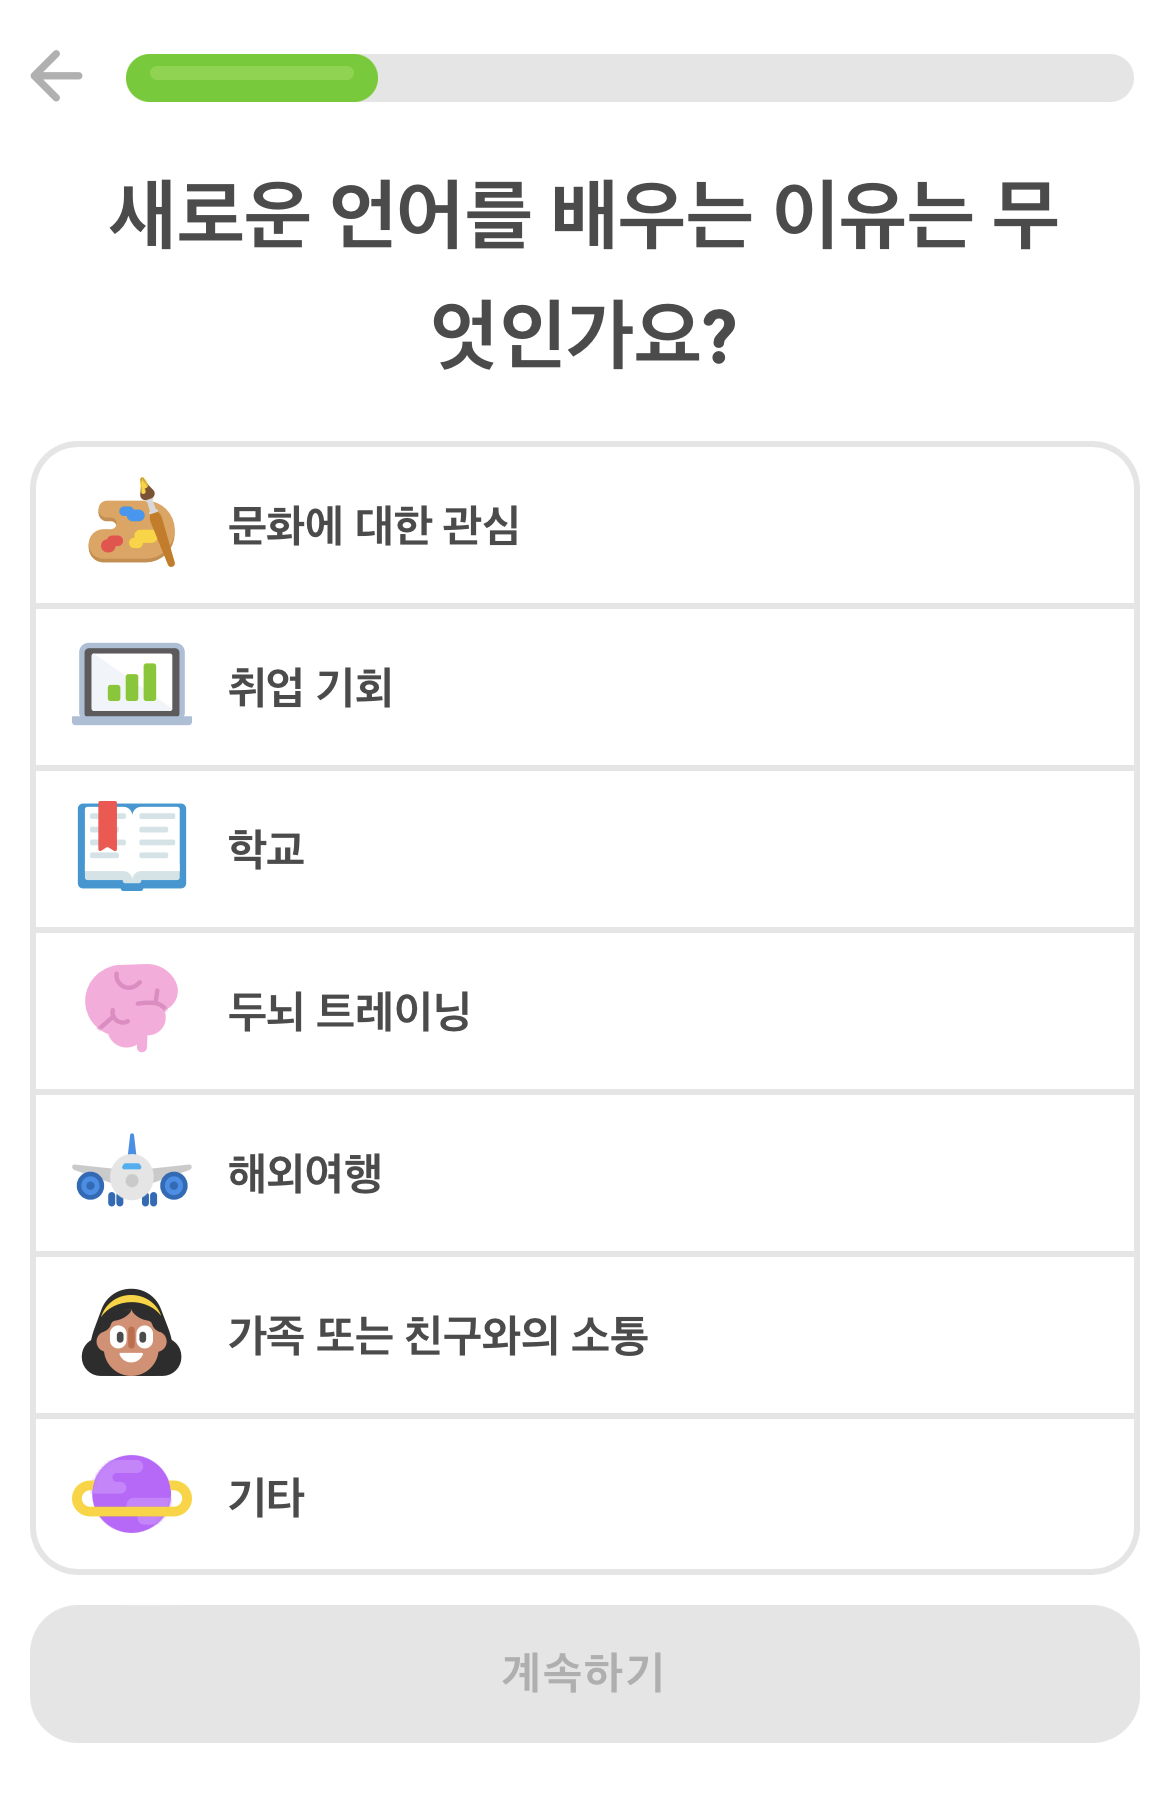 새로운 언어를 배우는 이유는 무
엇인가요?
문화에 대한 관심
취업 기회
학교
두뇌 트레이닝
해외여행
가족 또는 친구와의 소통
기타
계속하기